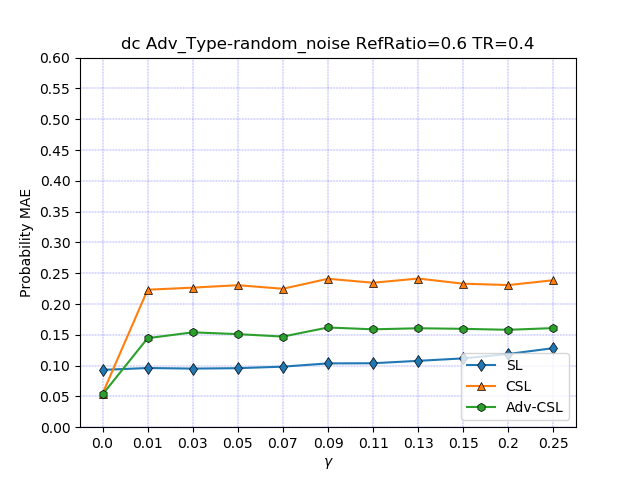 dc Adv_Type-random_noise RefRatio=0.6 TR=0.4
Probability MAE
0.60
0.55
0.50
0.45
0.40
0.35
0.30
0.25
0.20
0.15
0.10
0.05
0.00
SL
CSL
Adv-CSL
0.0 0.01 0.03 0.05 0.07 0.09 0.11 0.13 0.15 0.2 0.25
γ